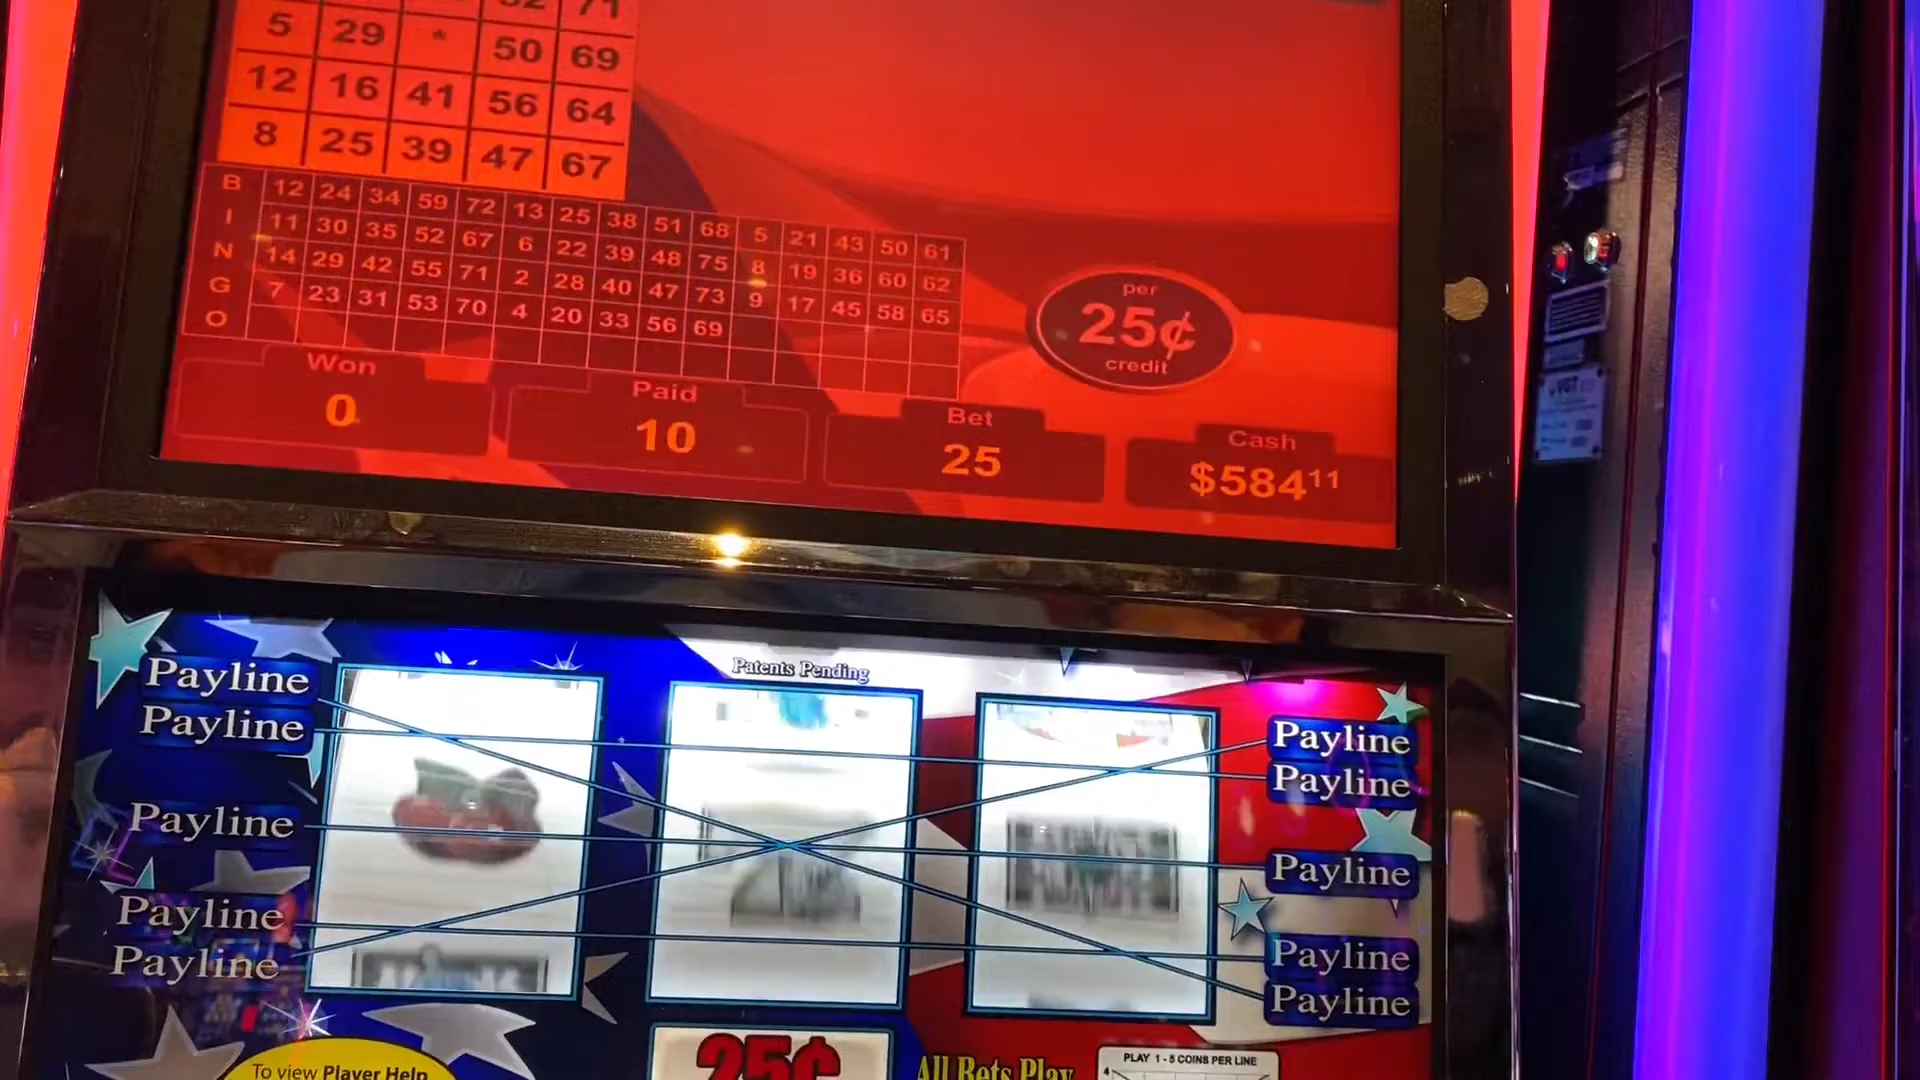 71
5 29 * 50 69
12 16 41 56 64
8 25 39 47 67
B 12 24 34 59 72 13 25 38 51 68 5 21 43 50 61
I 11 30 35 52 67 6 22 39 48 75 8 19 36 60 62
N 14 29 42 55 71 2 28 40 47 73 9 17 45 58 65
G 7 23 31 53 70 4 20 33 56 69
O
per
25¢
credit
Won
0
Paid
10
Bet
25
Cash
$584¹¹
VGT
Patents Pending
Payline
Payline
Payline
Payline
Payline
Payline
Payline
Payline
Payline
Payline
25¢
All Bets Play
PLAY 1 - 5 COINS PER LINE
4
To view Player Help